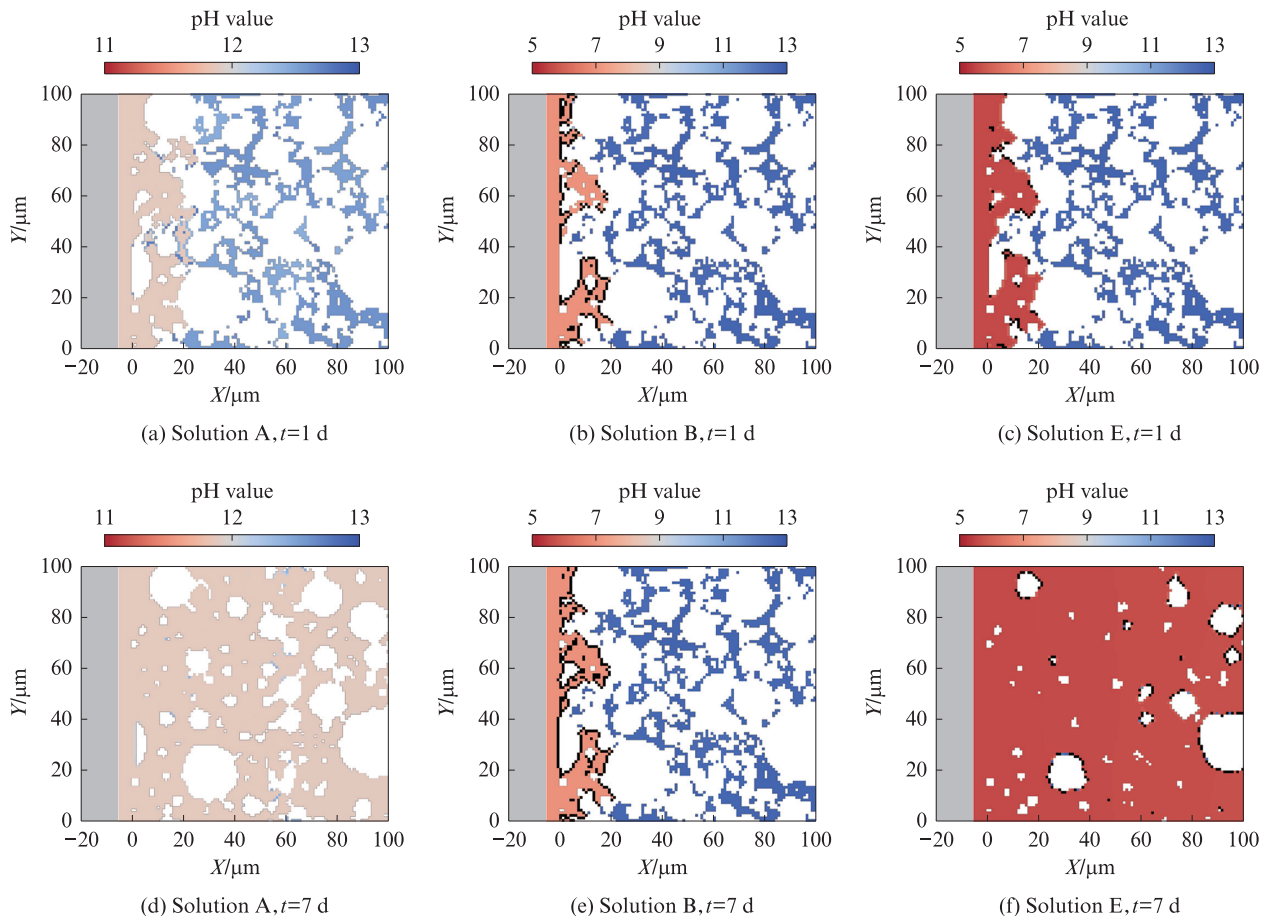 pH value
11 12 13
100
80
60
40
20
0
Y/μm
−20 0 20 40 60 80 100
X/μm
(a) Solution A, t=1 d
pH value
5 7 9 11 13
100
80
60
40
20
0
Y/μm
−20 0 20 40 60 80 100
X/μm
(b) Solution B, t=1 d
pH value
5 7 9 11 13
100
80
60
40
20
0
Y/μm
−20 0 20 40 60 80 100
X/μm
(c) Solution E, t=1 d
pH value
11 12 13
100
80
60
40
20
0
Y/μm
−20 0 20 40 60 80 100
X/μm
(d) Solution A, t=7 d
pH value
5 7 9 11 13
100
80
60
40
20
0
Y/μm
−20 0 20 40 60 80 100
X/μm
(e) Solution B, t=7 d
pH value
5 7 9 11 13
100
80
60
40
20
0
Y/μm
−20 0 20 40 60 80 100
X/μm
(f) Solution E, t=7 d